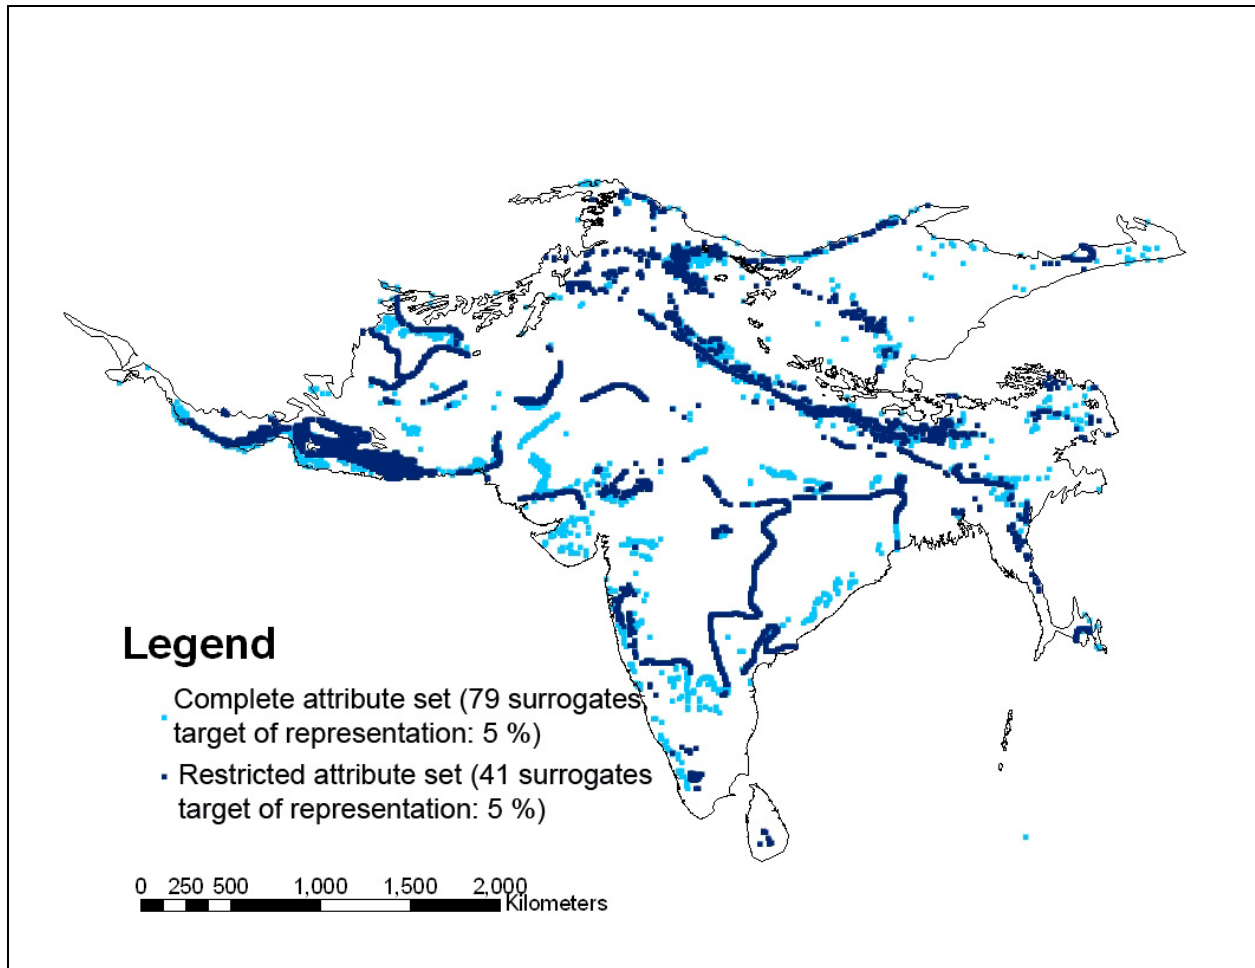 Legend
Complete attribute set (79 surrogates
target of representation: 5 %)
Restricted attribute set (41 surrogates
target of representation: 5 %)
0 250 500 1,000 1,500 2,000
Kilometers